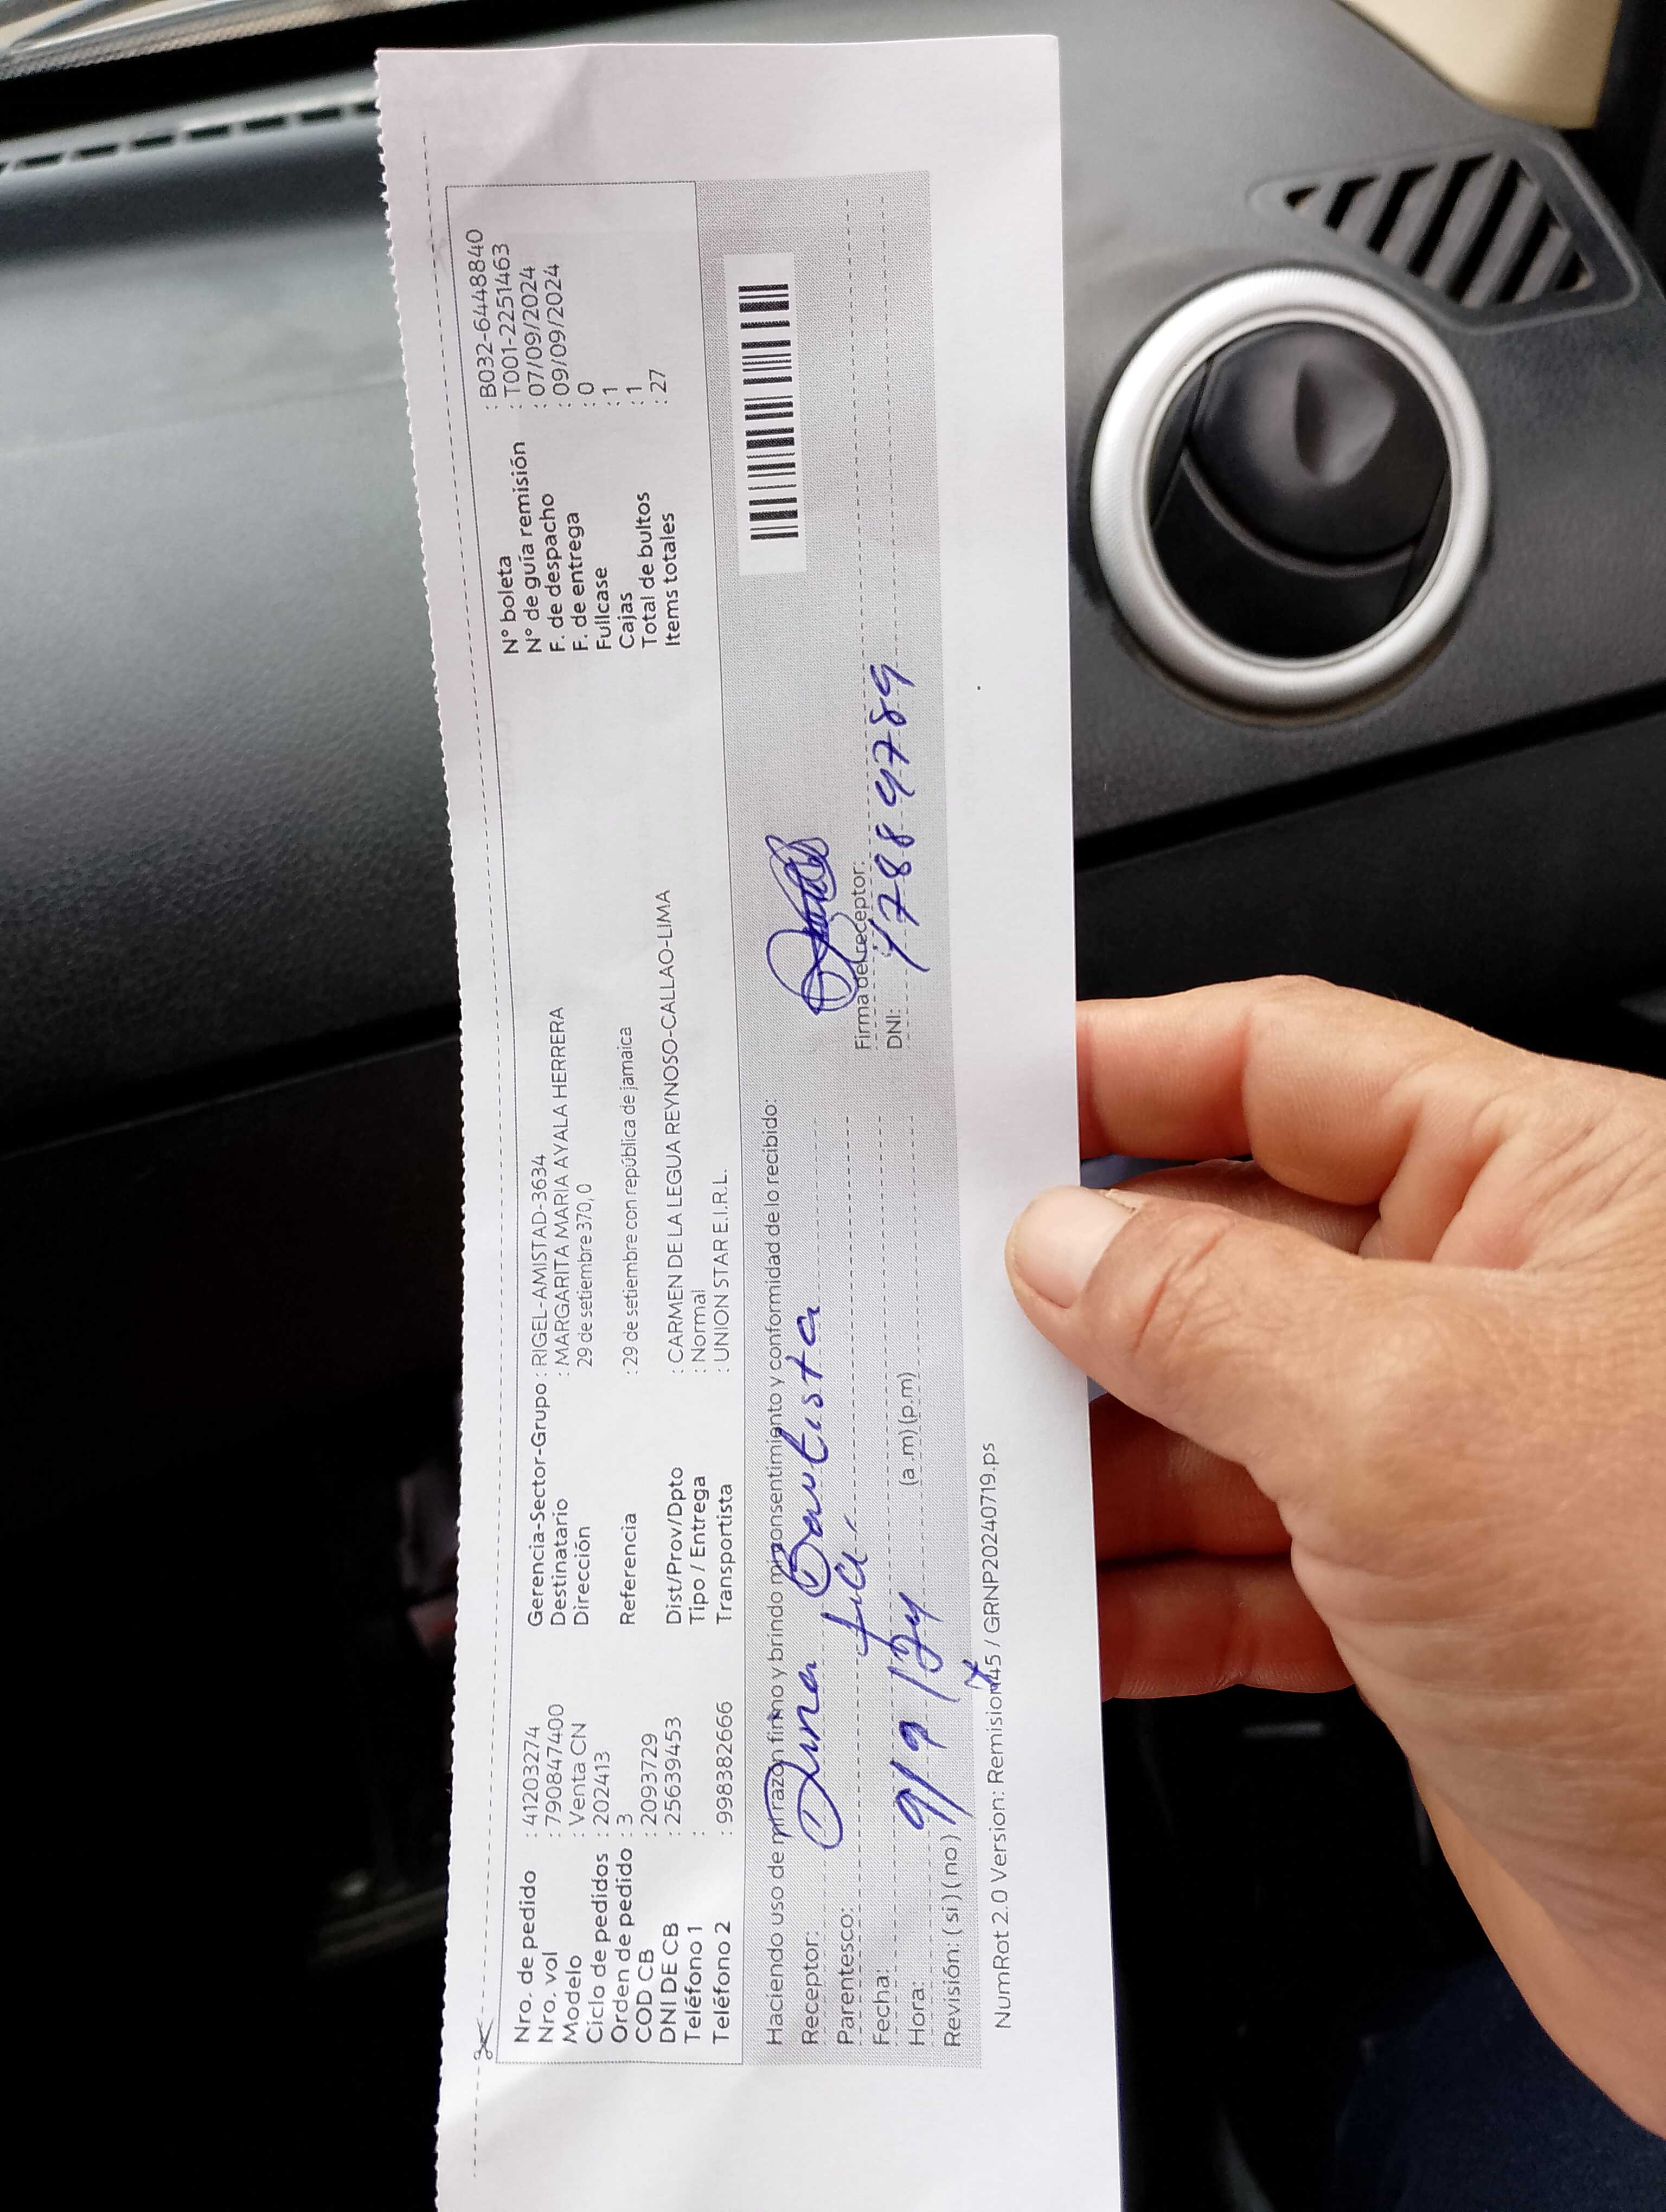 Nro. de pedido : 41203274
Nro. vol : 790847400
Modelo : Venta CN
Ciclo de pedidos : 202413
Orden de pedido : 3
COD CB : 2093729
DNI DE CB : 25639453
Teléfono 1 :
Teléfono 2 : 998382666
Gerencia-Sector-Grupo : RIGEL-AMISTAD-3634
Destinatario : MARGARITA MARIA AYALA HERRERA
Dirección 29 de setiembre 370, 0
Referencia : 29 de setiembre con república de jamaica
Dist/Prov/Dpto : CARMEN DE LA LEGUA REYNOSO-CALLAO-LIMA
Tipo / Entrega : Normal
Transportista : UNION STAR E.I.R.L.
N° boleta : B032-6448840
N° de guía remisión : T001-2251463
F. de despacho : 07/09/2024
F. de entrega : 09/09/2024
Fullcase : 0
Cajas : 1
Total de bultos : 1
Items totales : 27
Haciendo uso de mi razón firmo y brindo mi consentimiento y conformidad de lo recibido:
Receptor: Bautista
Parentesco:
Fecha: 9/9/24
Hora: (a.m) (p.m)
Revisión: ( si ) ( no )
Firma del receptor:
DNI:
NumRot 2.0 Version: Remision45 / GRNP20240719.ps